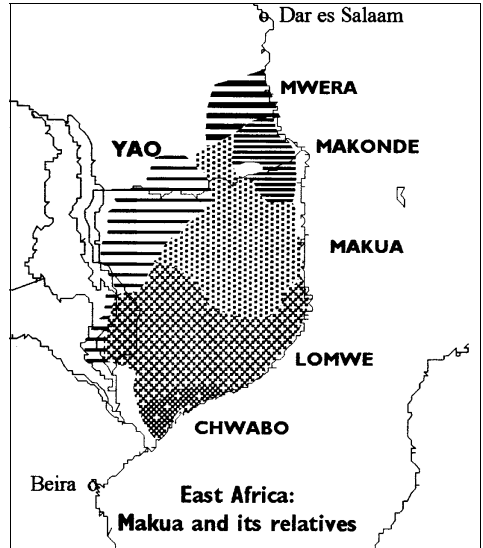 Dar es Salaam
MWERA
YAO
MAKONDE
MAKUA
LOMWE
CHWABO
Beira
East Africa:
Makua and its relatives